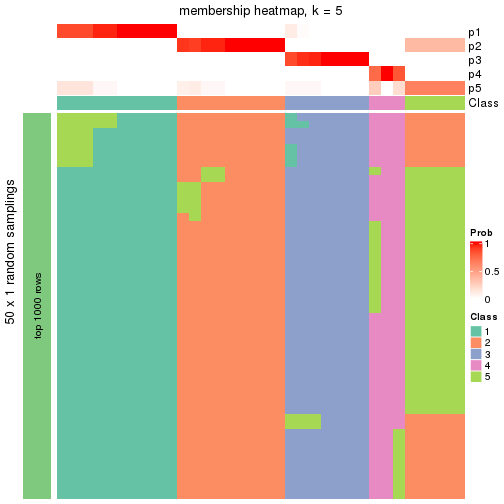 membership heatmap, k = 5
p1
p2
p3
p4
p5
Class
50 x 1 random samplings
top 1000 rows
Prob
1
0.5
0
Class
1
2
3
4
5